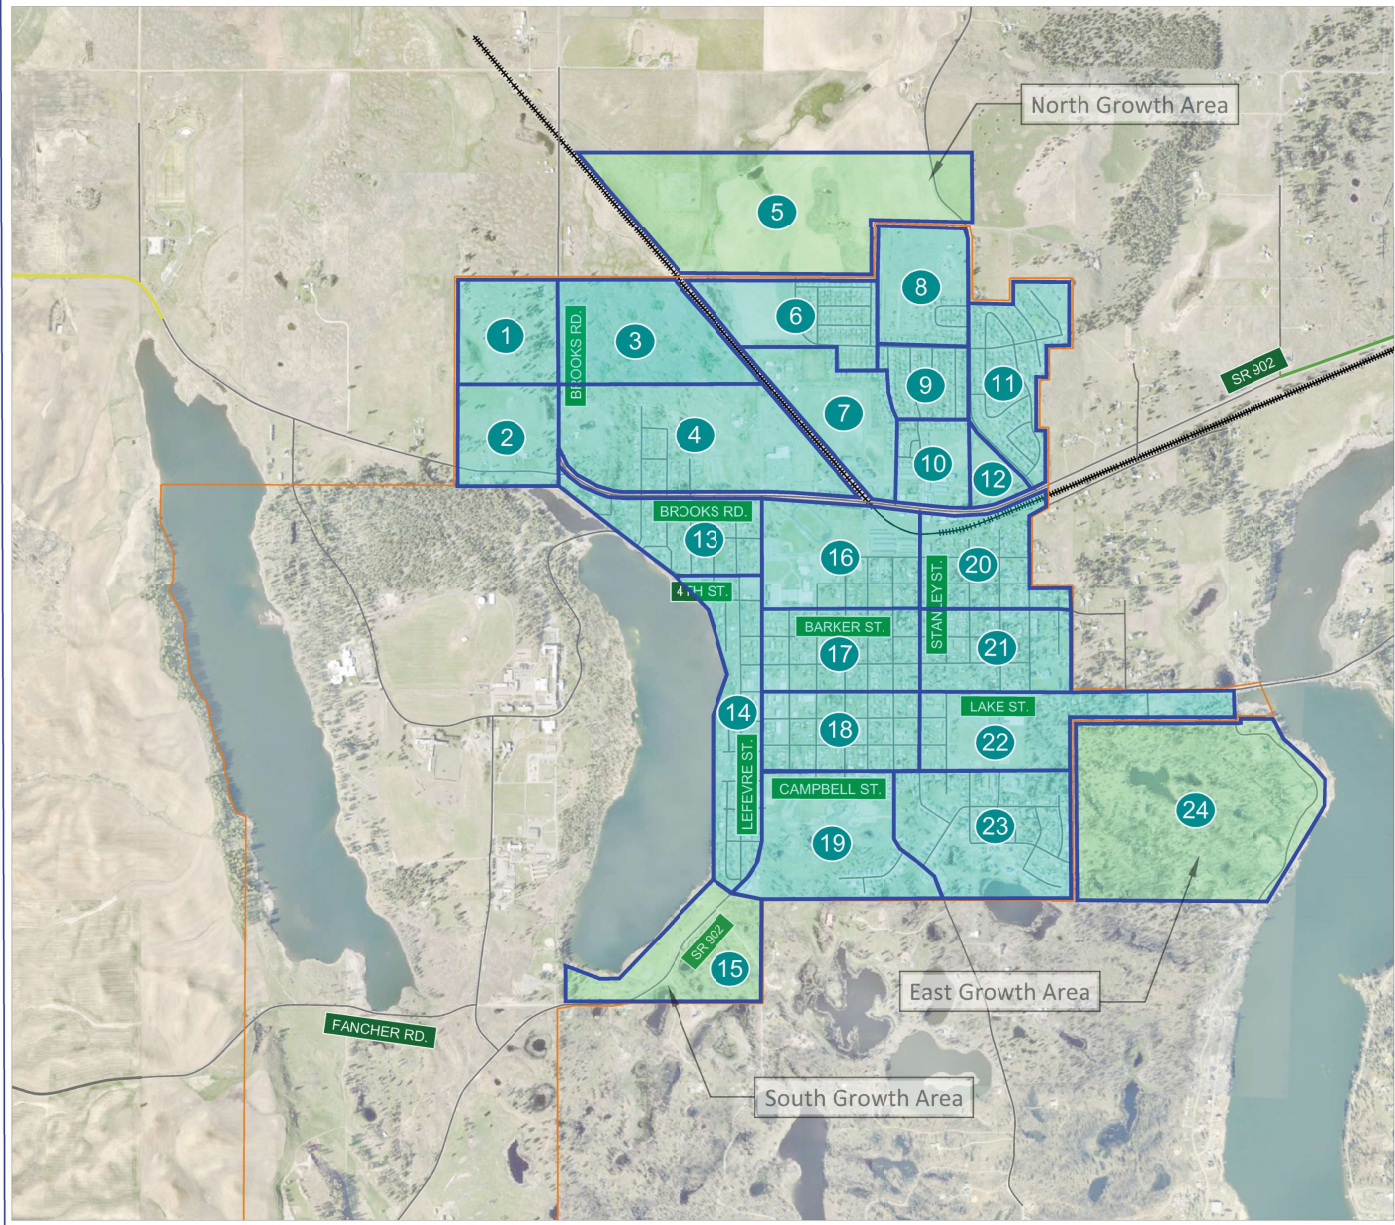 North Growth Area
5
8
6
1
3
BROOKS RD.
SR 902
9
11
7
2
4
10
12
BROOKS RD.
13
16
20
4TH ST.
STANLEY ST.
BARKER ST.
17
21
14
LAKE ST.
18
22
LEFEVRE ST.
CAMPBELL ST.
19
23
24
SR 902
15
East Growth Area
FANCHER RD.
South Growth Area